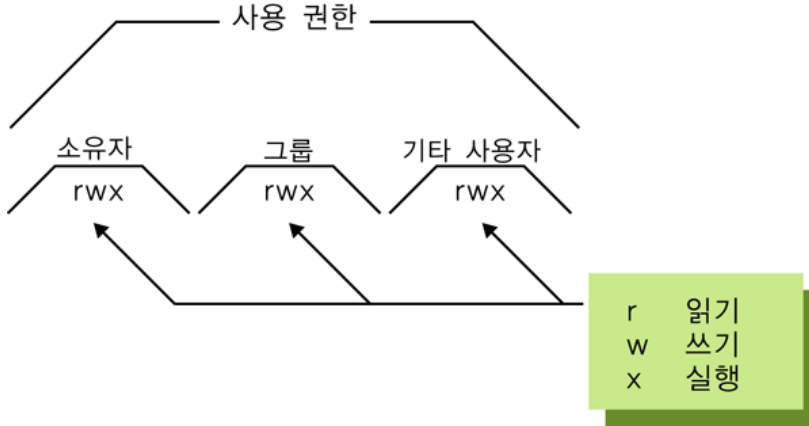 사용 권한
소유자 그룹 기타 사용자
rwx rwx rwx
r 읽기
w 쓰기
x 실행